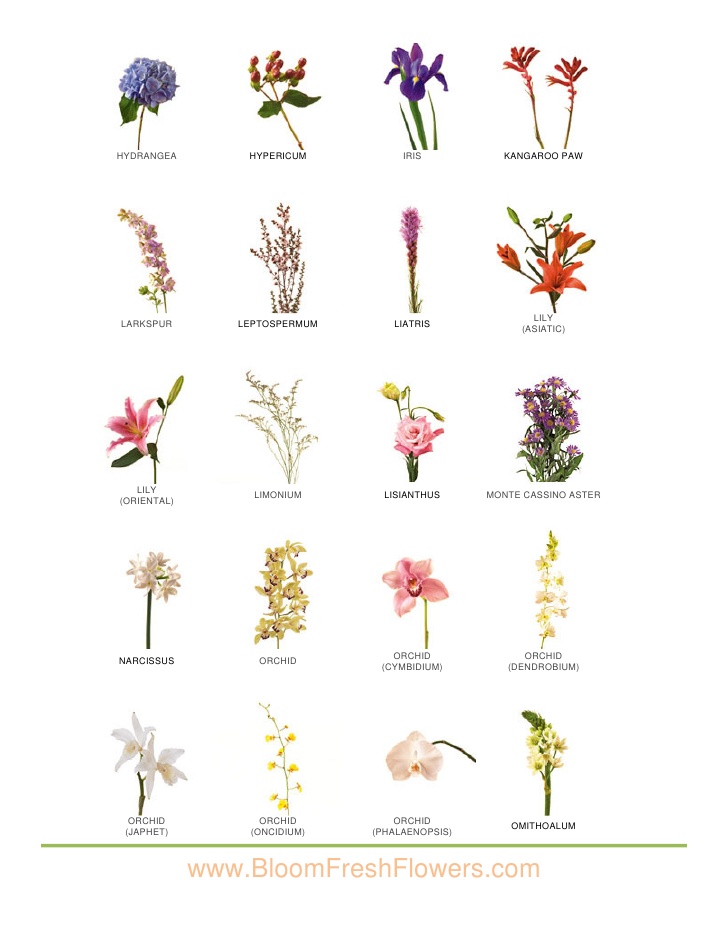 HYDRANGEA
HYPERICUM
IRIS
KANGAROO PAW
LARKSPUR
LEPTOSPERMUM
LIATRIS
LILY
(ASIATIC)
LILY
(ORIENTAL)
LIMONIUM
LISIANTHUS
MONTE CASSINO ASTER
NARCISSUS
ORCHID
ORCHID
(CYMBIDIUM)
ORCHID
(DENDROBIUM)
ORCHID
(JAPHET)
ORCHID
(ONCIDIUM)
ORCHID
(PHALAENOPSIS)
OMITHOALUM
www.BloomFreshFlowers.com